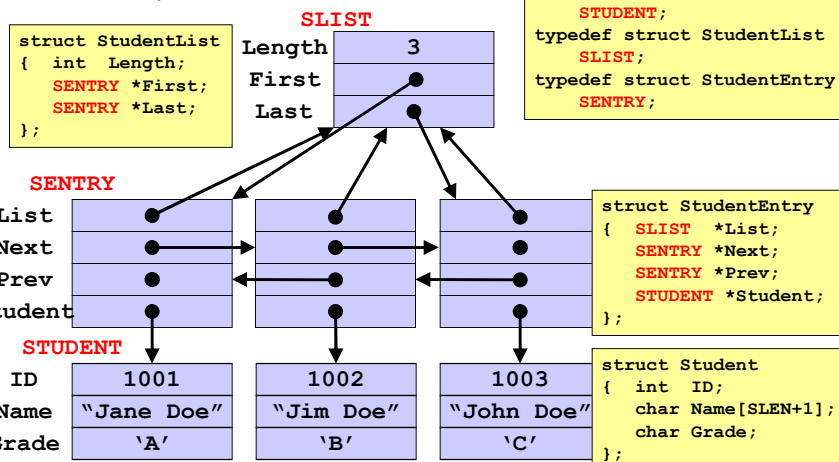 SLIST
struct StudentList
{  int  Length;
SENTRY *First;
SENTRY *Last;
};
Length 3
First
Last
STUDENT;
typedef struct StudentList
SLIST;
typedef struct StudentEntry
SENTRY;
SENTRY
List
Next
Prev
tudent
struct StudentEntry
{  SLIST  *List;
SENTRY *Next;
SENTRY *Prev;
STUDENT *Student;
};
STUDENT
ID 1001 1002 1003
Name “Jane Doe” “Jim Doe” “John Doe”
Grade ‘A’ ‘B’ ‘C’
struct Student
{  int  ID;
char Name[SLEN+1];
char Grade;
};